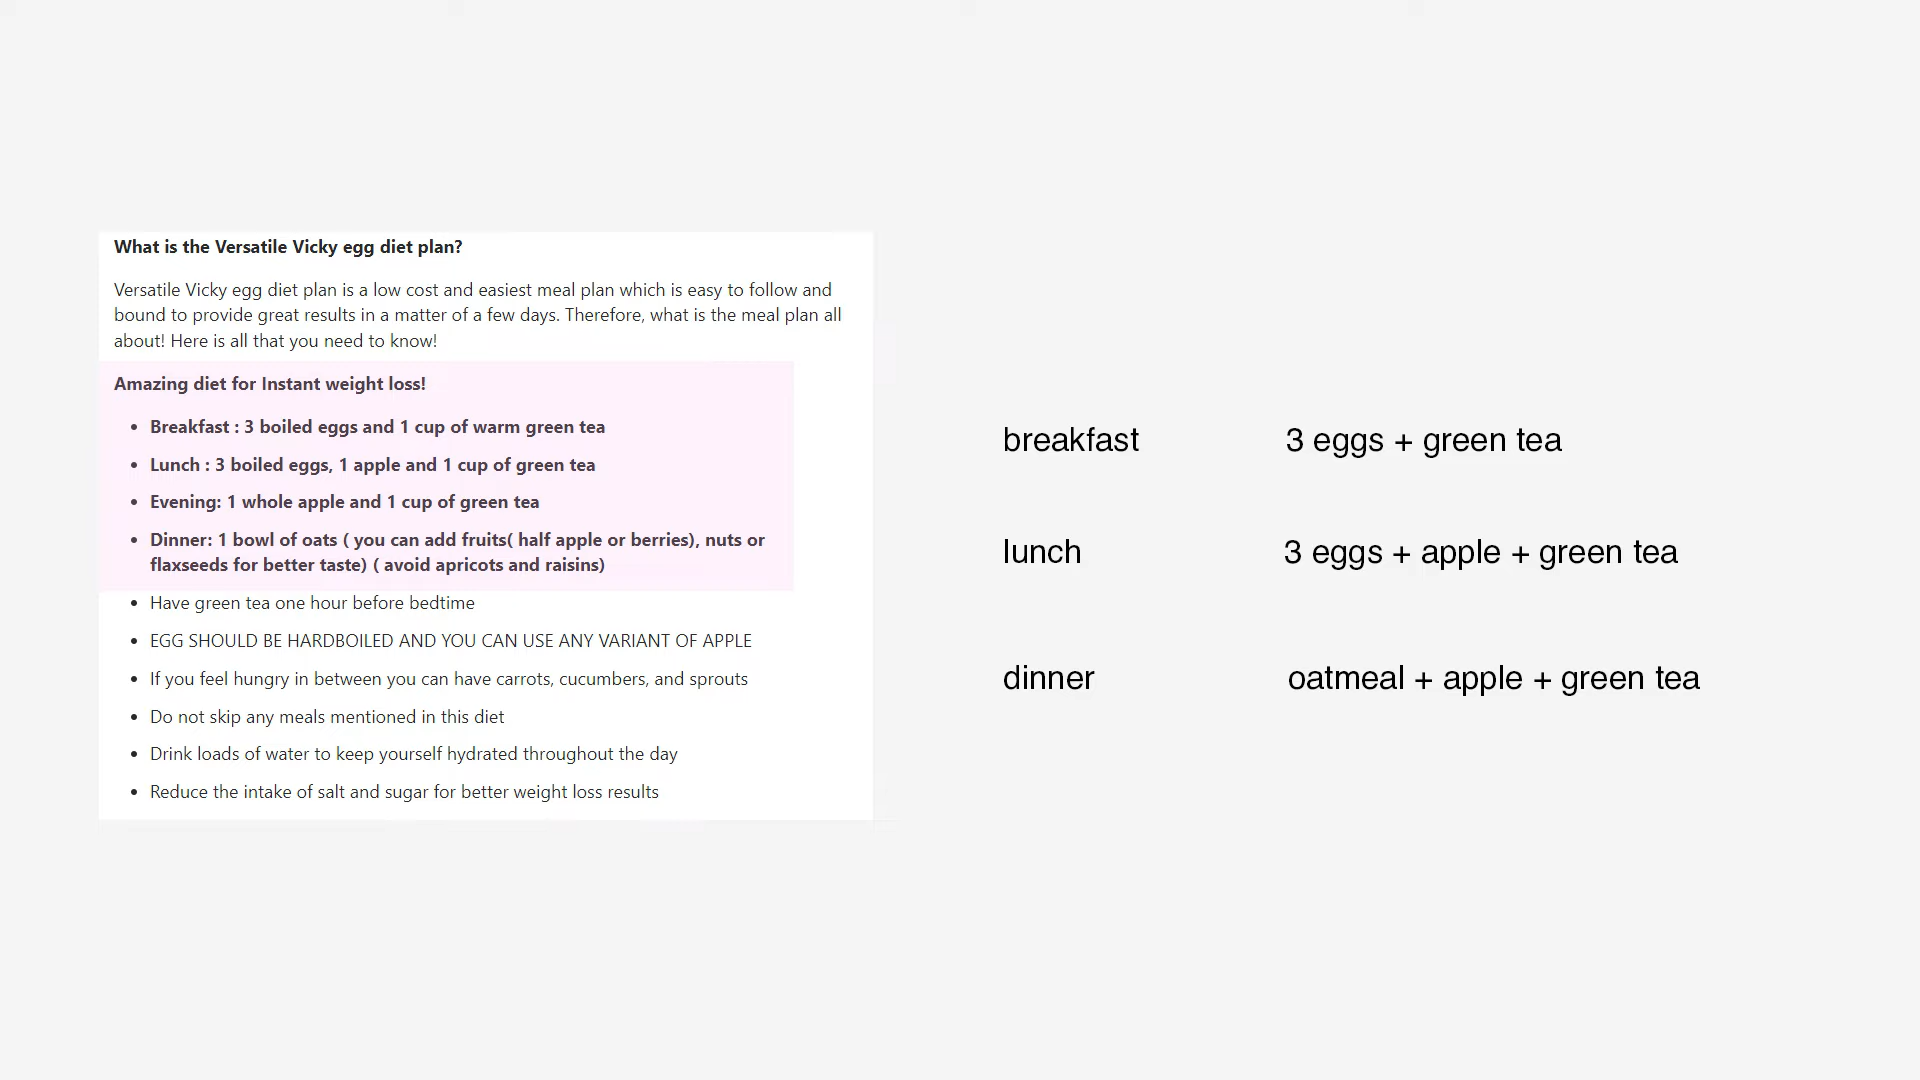 What is the Versatile Vicky egg diet plan?
Versatile Vicky egg diet plan is a low cost and easiest meal plan which is easy to follow and
bound to provide great results in a matter of a few days. Therefore, what is the meal plan all
about! Here is all that you need to know!
Amazing diet for Instant weight loss!
• Breakfast : 3 boiled eggs and 1 cup of warm green tea
• Lunch : 3 boiled eggs, 1 apple and 1 cup of green tea
• Evening: 1 whole apple and 1 cup of green tea
• Dinner: 1 bowl of oats ( you can add fruits( half apple or berries), nuts or
flaxseeds for better taste) ( avoid apricots and raisins)
• Have green tea one hour before bedtime
• EGG SHOULD BE HARDBOILED AND YOU CAN USE ANY VARIANT OF APPLE
• If you feel hungry in between you can have carrots, cucumbers, and sprouts
• Do not skip any meals mentioned in this diet
• Drink loads of water to keep yourself hydrated throughout the day
• Reduce the intake of salt and sugar for better weight loss results
breakfast 3 eggs + green tea
lunch 3 eggs + apple + green tea
dinner oatmeal + apple + green tea